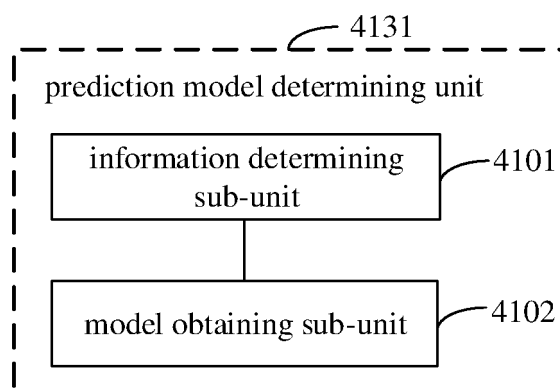 4131
prediction model determining unit
information determining
sub-unit
4101
model obtaining sub-unit
4102